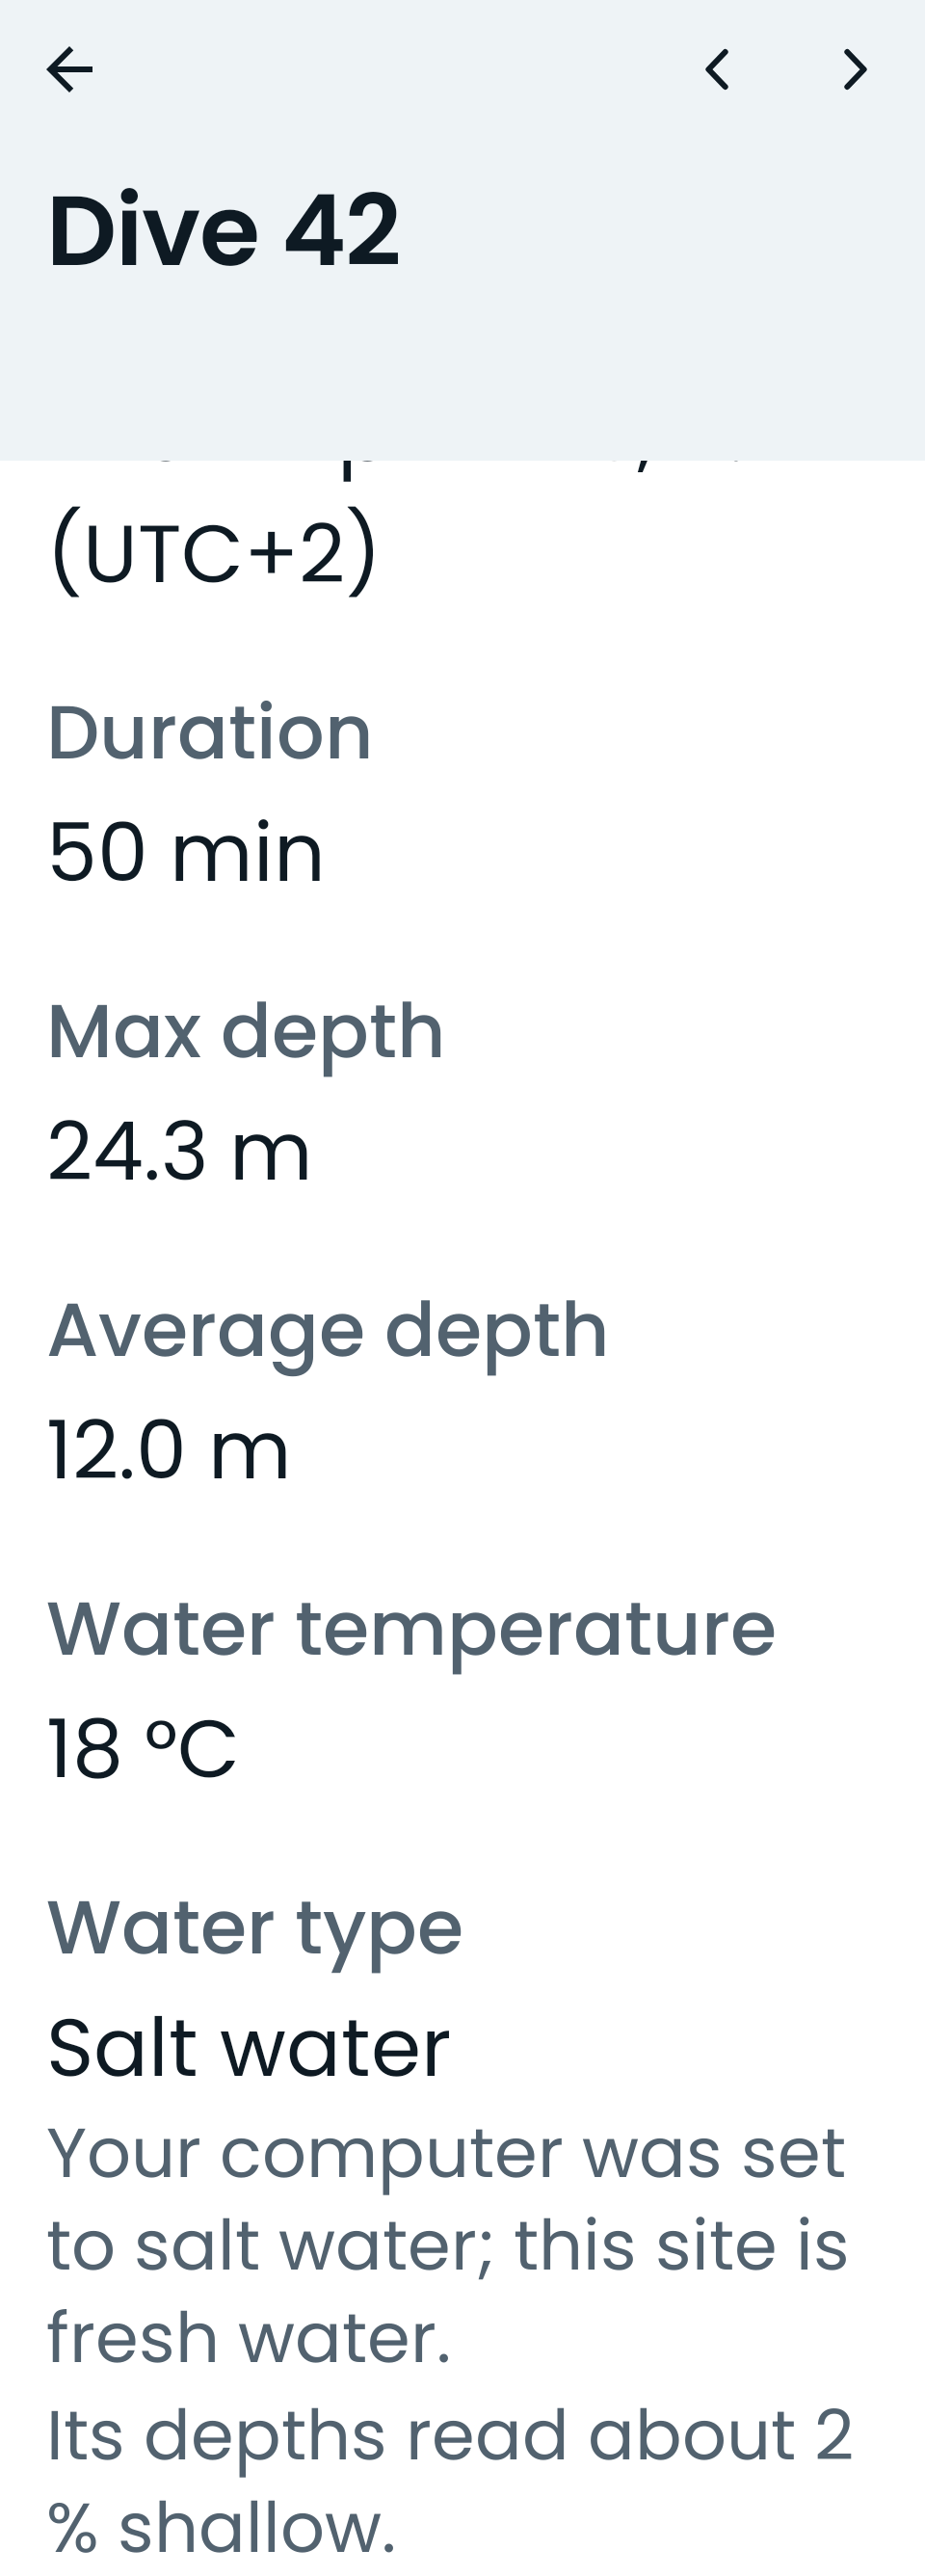 Dive 42
(UTC+2)
Duration
50 min
Max depth
24.3 m
Average depth
12.0 m
Water temperature
18 °C
Water type
Salt water
Your computer was set
to salt water; this site is
fresh water.
Its depths read about 2
% shallow.